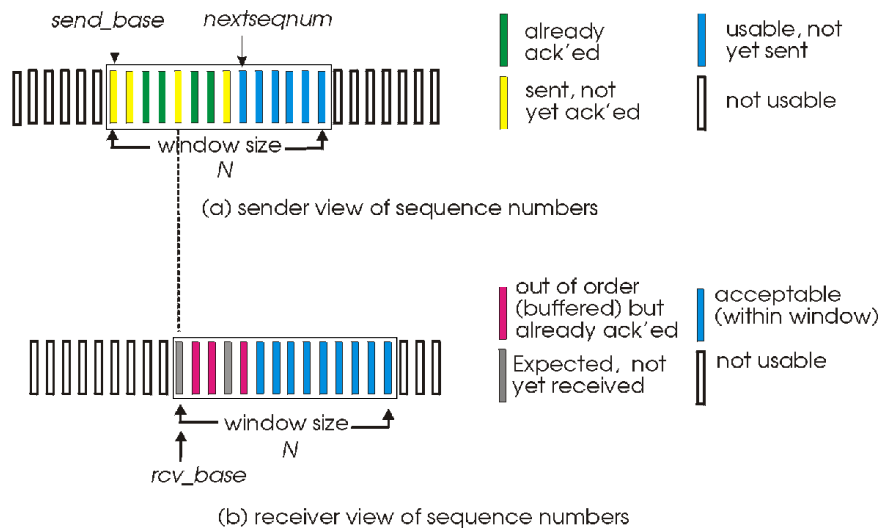 send_base
nextseqnum
already
ack'ed
usable, not
yet sent
sent, not
yet ack'ed
not usable
window size
N
(a) sender view of sequence numbers
out of order
(buffered) but
already ack'ed
acceptable
(within window)
Expected, not
yet received
not usable
window size
N
rcv_base
(b) receiver view of sequence numbers